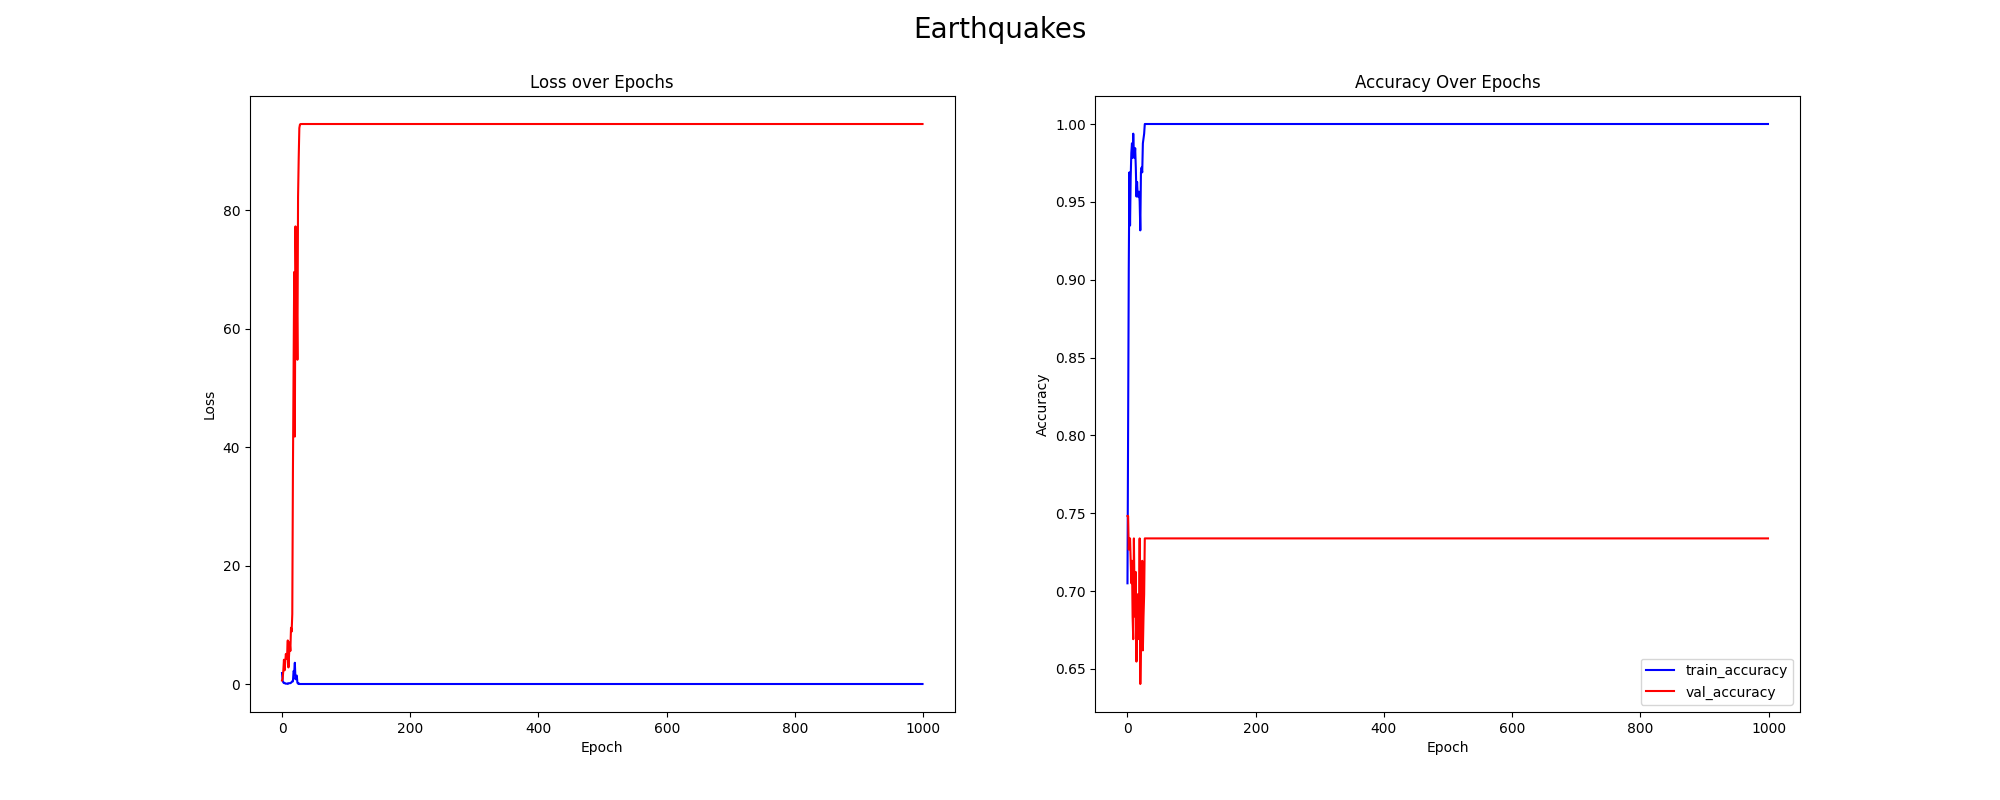 Earthquakes
Loss over Epochs
Loss
80
60
40
20
0
0 200 400 600 800 1000
Epoch
Accuracy Over Epochs
Accuracy
1.00
0.95
0.90
0.85
0.80
0.75
0.70
0.65
train_accuracy
val_accuracy
0 200 400 600 800 1000
Epoch